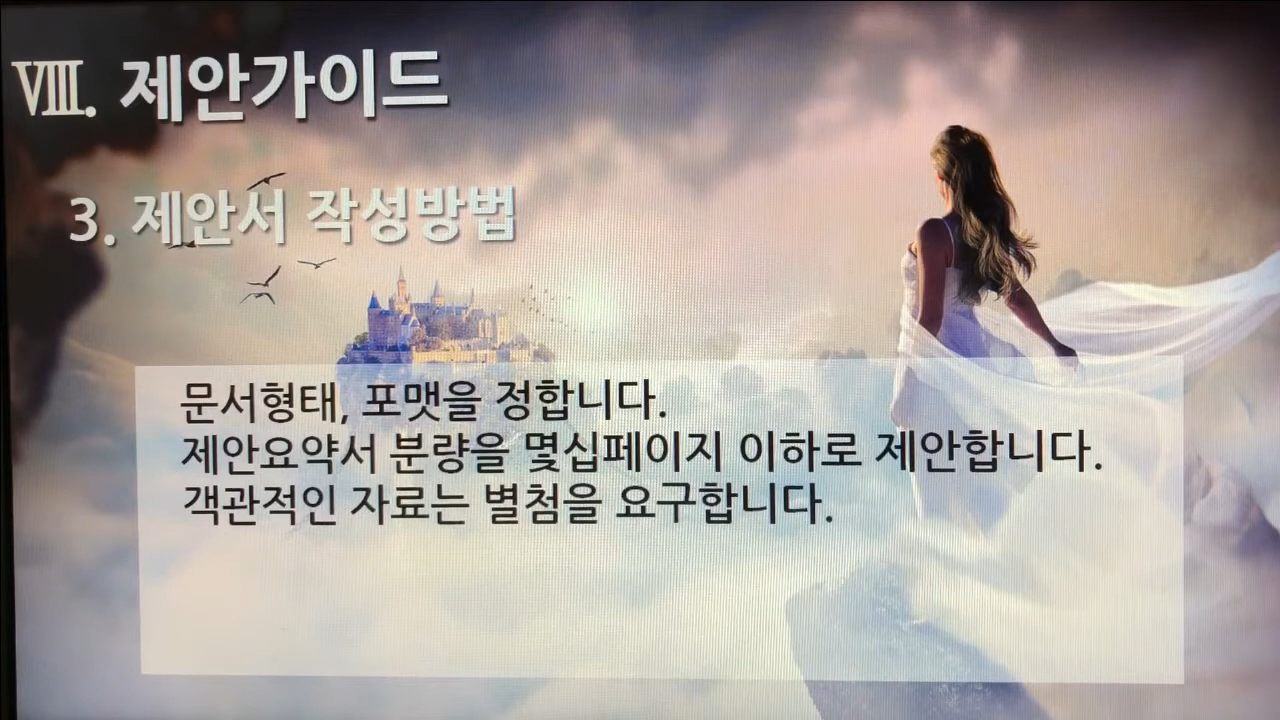 Ⅷ. 제안가이드
3. 제안서 작성방법
문서형태, 포맷을 정합니다.
제안요약서 분량을 몇십페이지 이하로 제안합니다.
객관적인 자료는 별첨을 요구합니다.